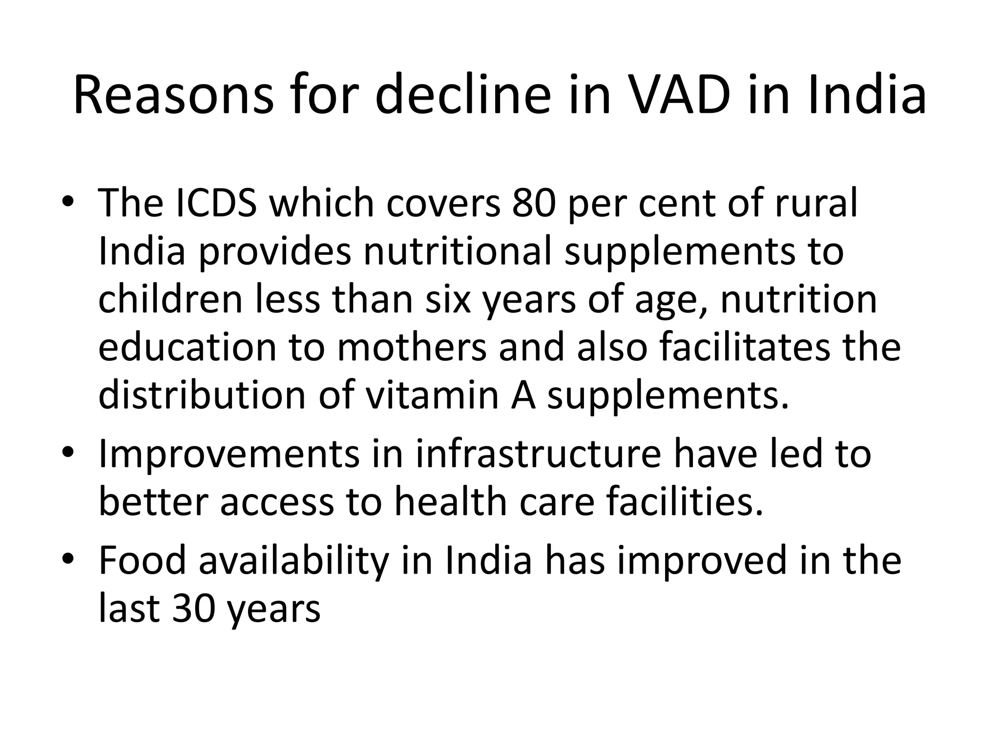 Reasons for decline in VAD in India
• The ICDS which covers 80 per cent of rural
India provides nutritional supplements to
children less than six years of age, nutrition
education to mothers and also facilitates the
distribution of vitamin A supplements.
• Improvements in infrastructure have led to
better access to health care facilities.
• Food availability in India has improved in the
last 30 years